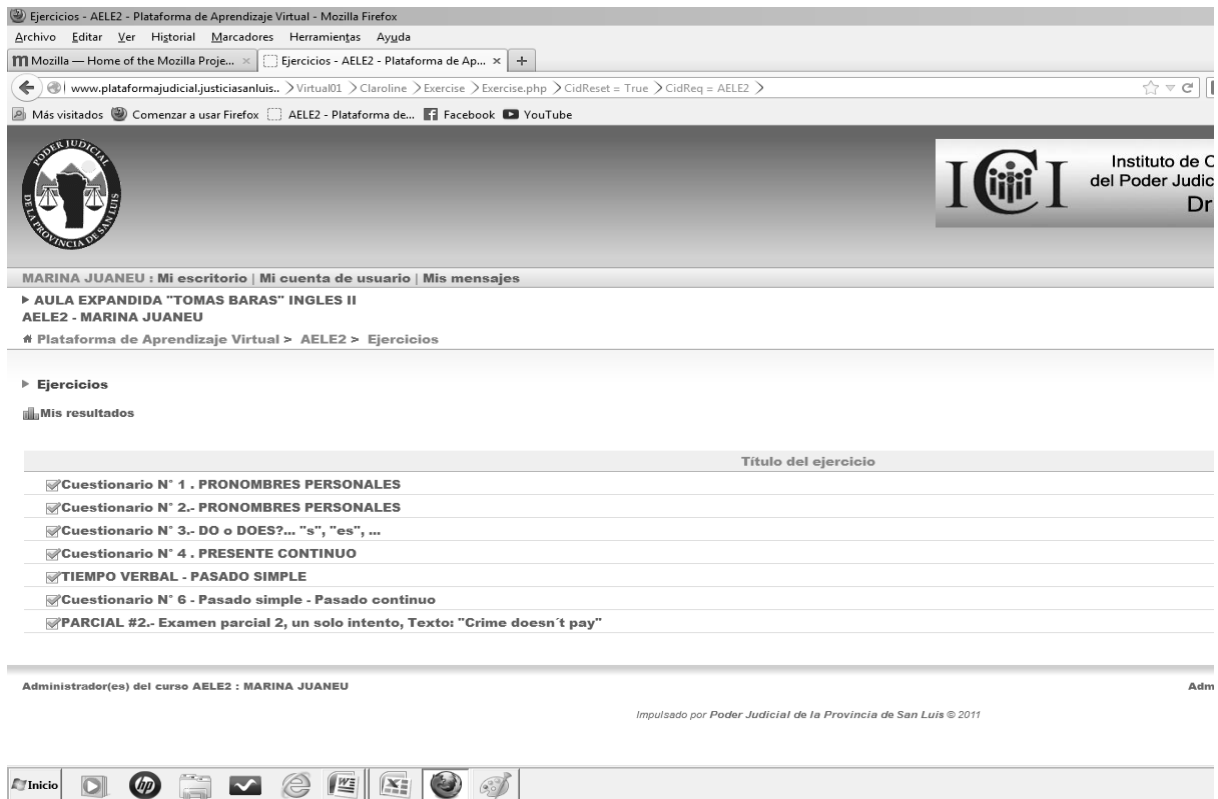 Ejercicios - AELE2 - Plataforma de Aprendizaje Virtual - Mozilla Firefox
Archivo Editar Ver Historial Marcadores Herramientas Ayuda
m Mozilla — Home of the Mozilla Proje... × Ejercicios - AELE2 - Plataforma de Ap... × +
www.plataformajudicial.justiciasanluis.. > Virtual01 > Claroline > Exercise > Exercise.php > CidReset = True > CidReq = AELE2 >
Más visitados Comenzar a usar Firefox AELE2 - Plataforma de... Facebook YouTube
PODER JUDICIAL
DE LA PROVINCIA DE SAN LUIS
ICI
Instituto de C
del Poder Judic
Dr
MARINA JUANEU : Mi escritorio | Mi cuenta de usuario | Mis mensajes
AULA EXPANDIDA "TOMAS BARAS" INGLES II
AELE2 - MARINA JUANEU
Plataforma de Aprendizaje Virtual > AELE2 > Ejercicios
Ejercicios
Mis resultados
Título del ejercicio
Cuestionario N° 1 . PRONOMBRES PERSONALES
Cuestionario N° 2.- PRONOMBRES PERSONALES
Cuestionario N° 3.- DO o DOES?... "s", "es", ...
Cuestionario N° 4 . PRESENTE CONTINUO
TIEMPO VERBAL - PASADO SIMPLE
Cuestionario N° 6 - Pasado simple - Pasado continuo
PARCIAL #2.- Examen parcial 2, un solo intento, Texto: "Crime doesn´t pay"
Administrador(es) del curso AELE2 : MARINA JUANEU
Adm
Impulsado por Poder Judicial de la Provincia de San Luis © 2011
Inicio
hp